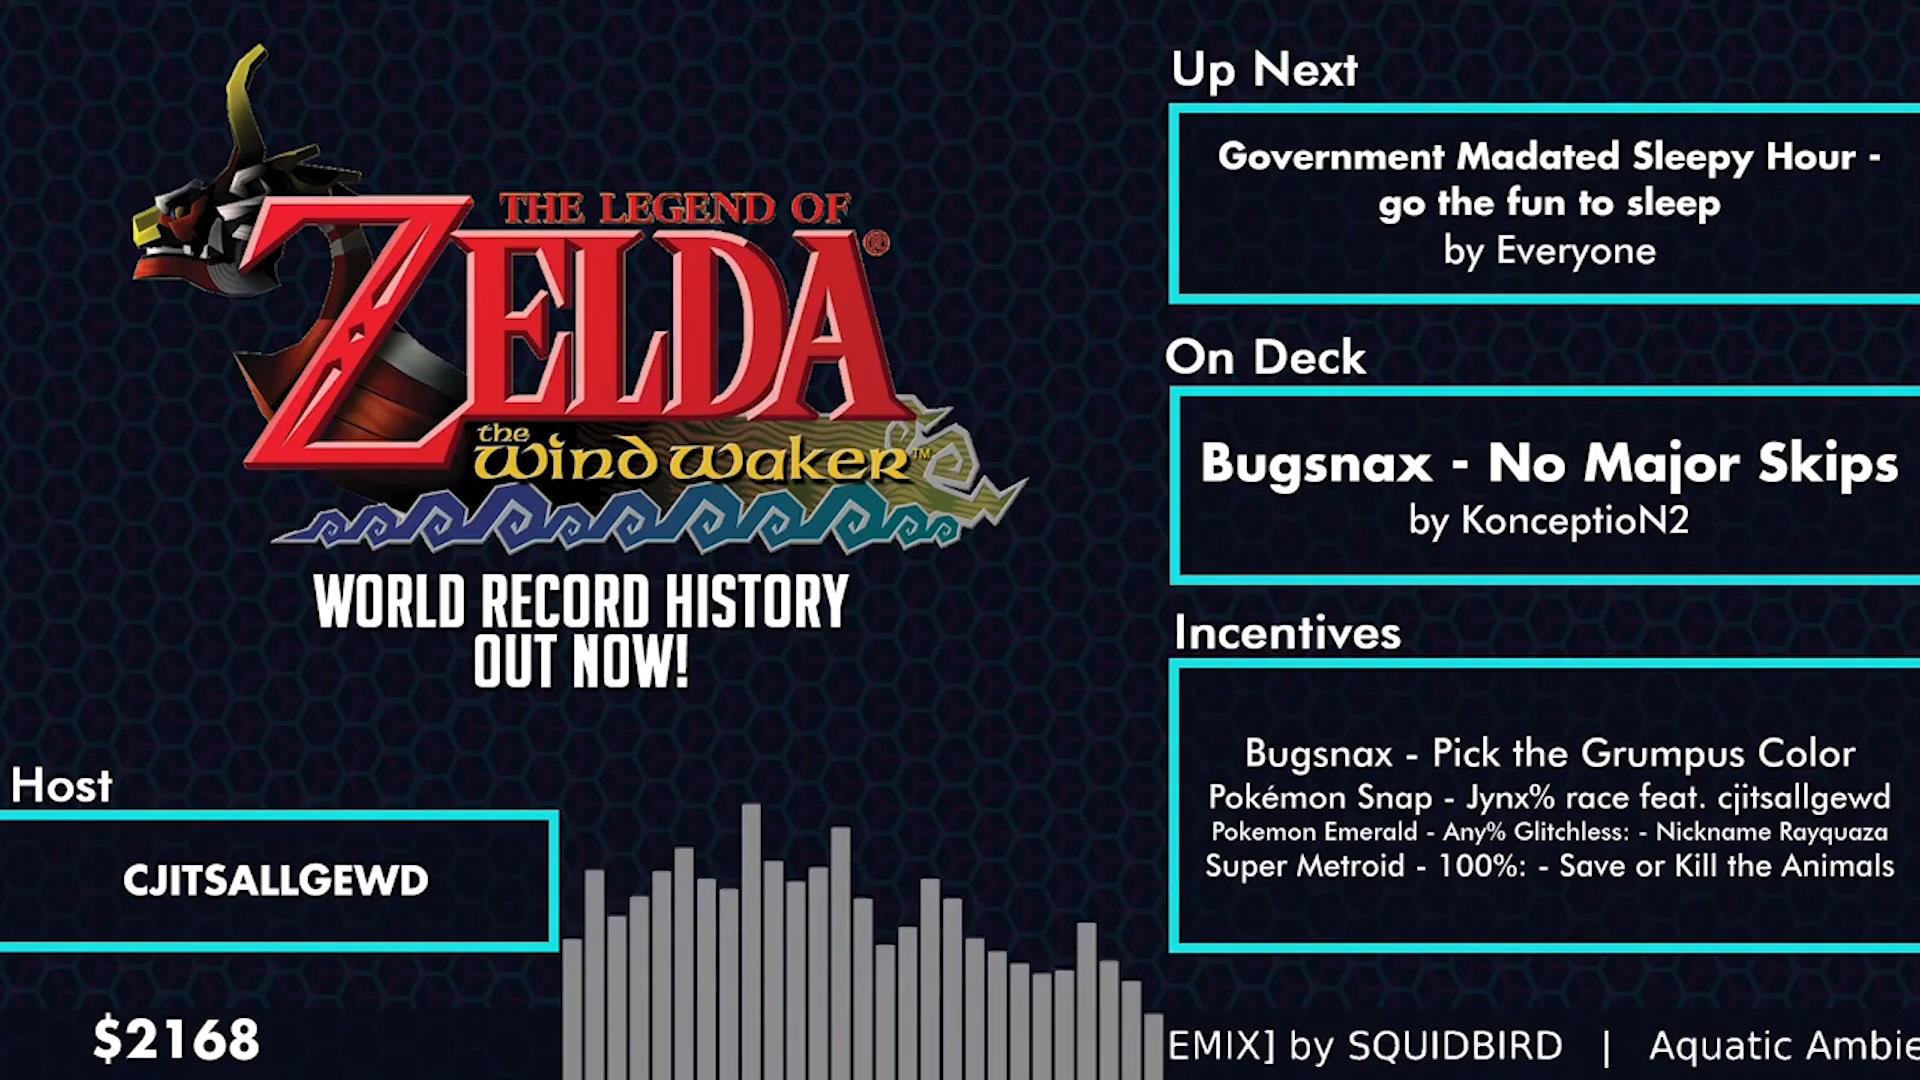 THE LEGEND OF
ZELDA®
the
Wind Waker™
WORLD RECORD HISTORY
OUT NOW!
Host
CJITSALLGEWD
$2168
Up Next
Government Madated Sleepy Hour -
go the fun to sleep
by Everyone
On Deck
Bugsnax - No Major Skips
by KonceptioN2
Incentives
Bugsnax - Pick the Grumpus Color
Pokémon Snap - Jynx% race feat. cjitsallgewd
Pokemon Emerald - Any% Glitchless: - Nickname Rayquaza
Super Metroid - 100%: - Save or Kill the Animals
EMIX] by SQUIDBIRD | Aquatic Ambie